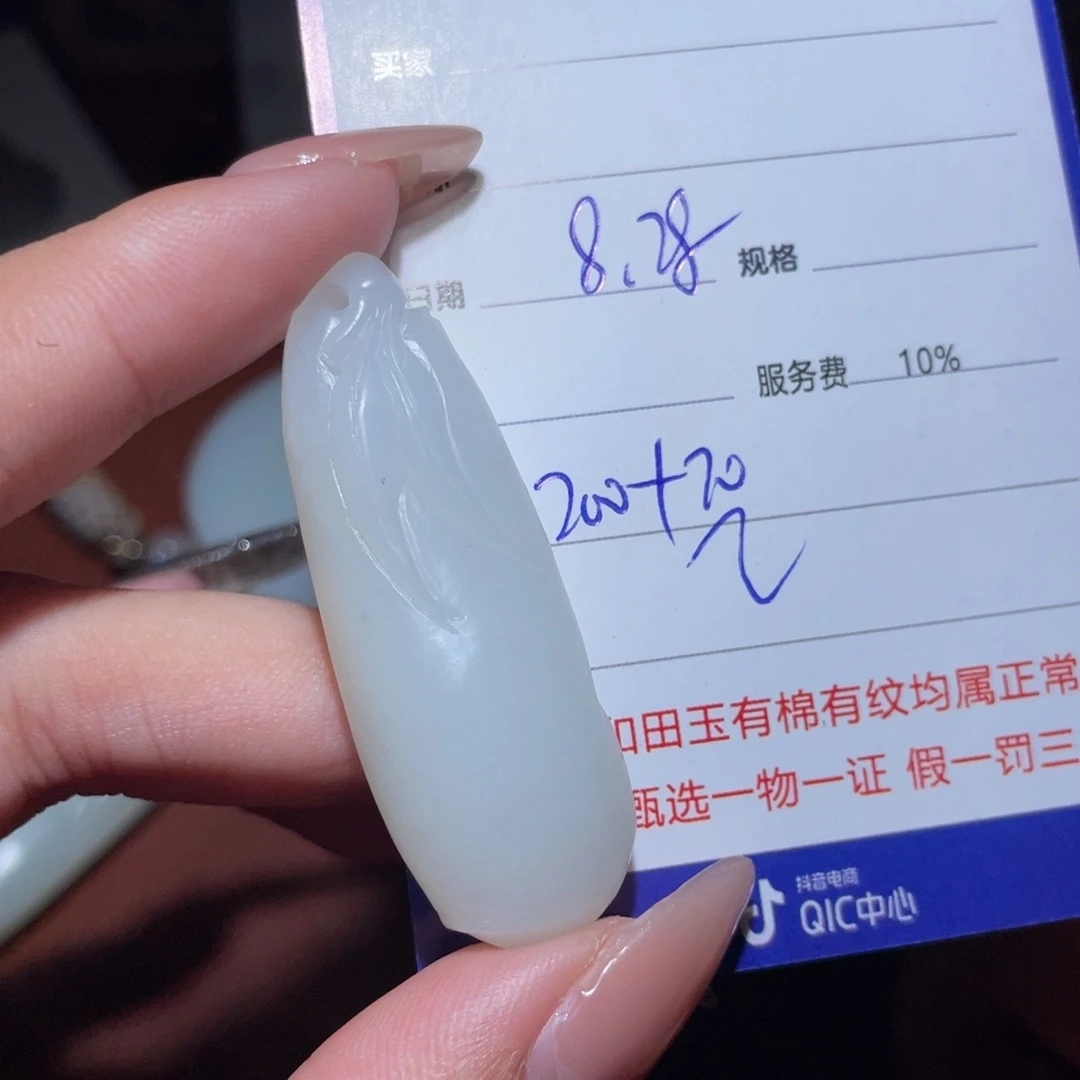 买家
日期 8.28 规格
服务费 10%
200+20
和田玉有棉有纹均属正常
甄选一物一证 假一罚三
抖音电商
QIC中心